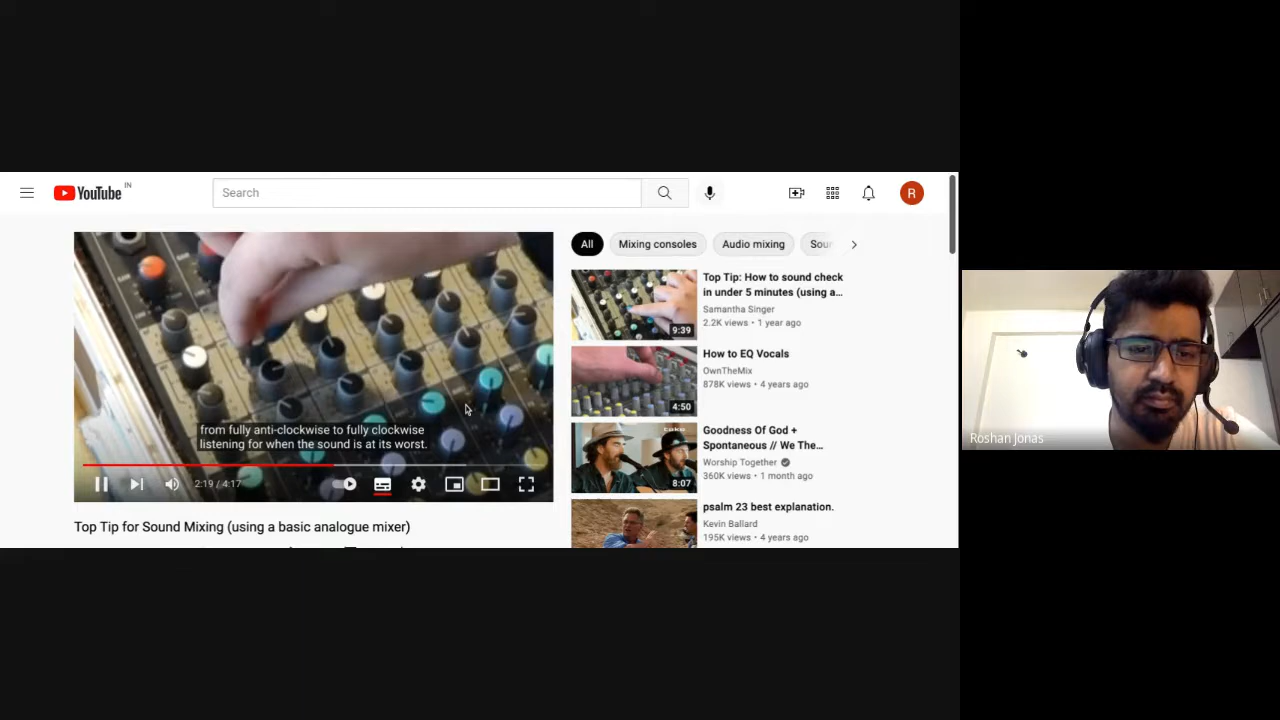 YouTube IN
Search
R
from fully anti-clockwise to fully clockwise
listening for when the sound is at its worst.
2:19 / 4:17
Top Tip for Sound Mixing (using a basic analogue mixer)
All
Mixing consoles
Audio mixing
Soun
9:39
Top Tip: How to sound check
in under 5 minutes (using a...
Samantha Singer
2.2K views • 1 year ago
4:50
How to EQ Vocals
OwnTheMix
878K views • 4 years ago
8:07
Goodness Of God +
Spontaneous // We The...
Worship Together
360K views • 1 month ago
psalm 23 best explanation.
Kevin Ballard
195K views • 4 years ago
Roshan Jonas